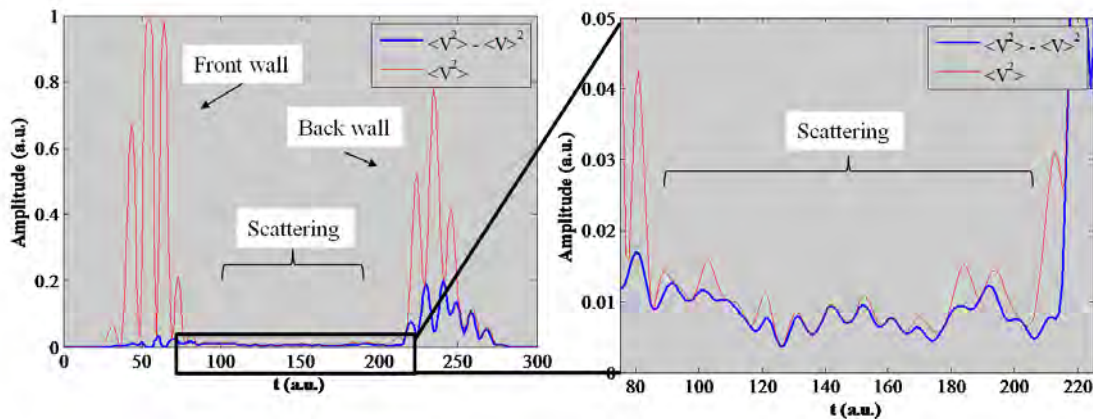 1
0.8
0.6
0.4
0.2
0
Amplitude (a.u.)
0 50 100 150 200 250 300
t (a.u.)
Front wall
Back wall
Scattering
<V²> - <V>²
<V²>
0.05
0.04
0.03
0.02
0.01
0
Amplitude (a.u.)
80 100 120 140 160 180 200 220
t (a.u.)
Scattering
<V²> - <V>²
<V²>